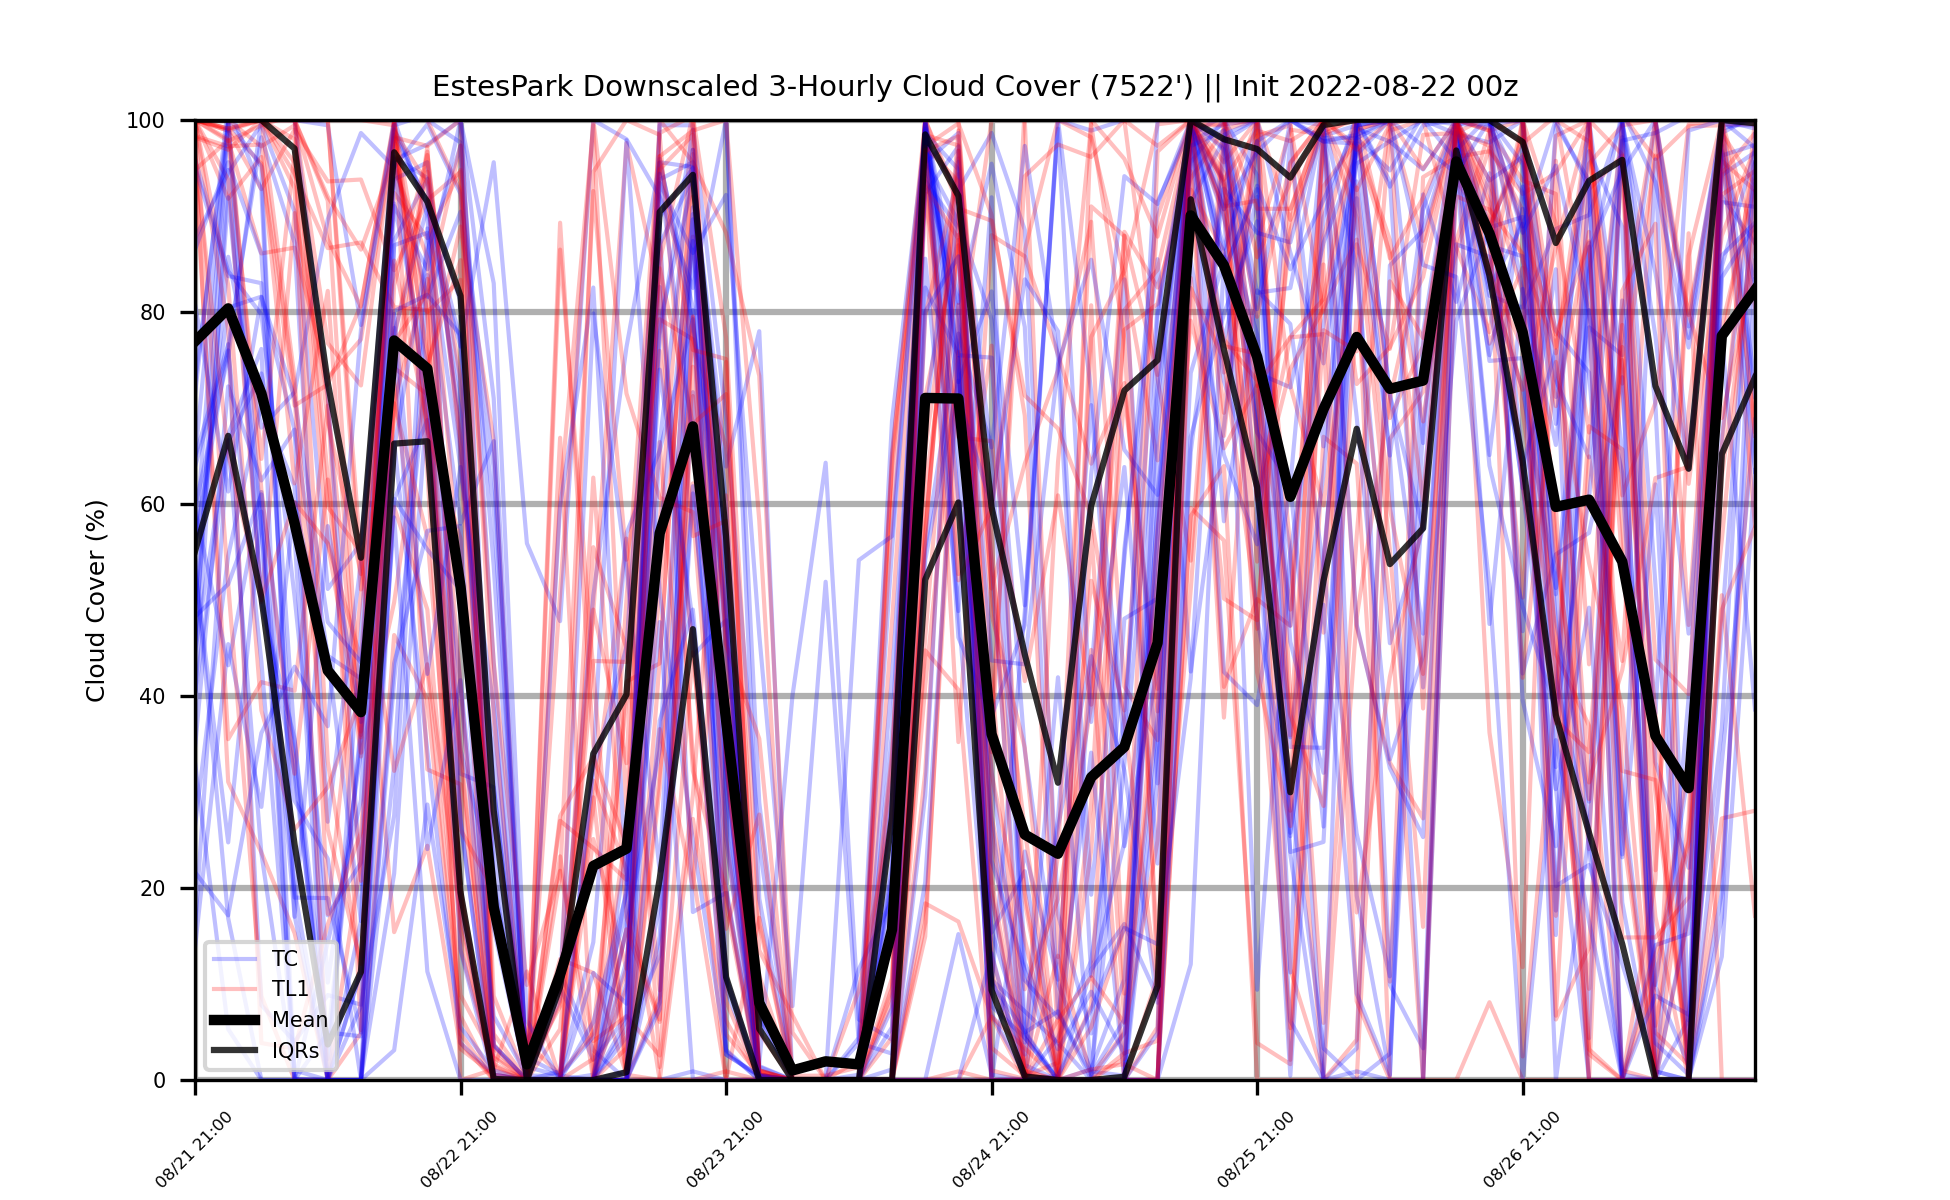 EstesPark Downscaled 3-Hourly Cloud Cover (7522') || Init 2022-08-22 00z
Cloud Cover (%)
100
80
60
40
20
0
TC
TL1
Mean
IQRs
08/21 21:00
08/22 21:00
08/23 21:00
08/24 21:00
08/25 21:00
08/26 21:00